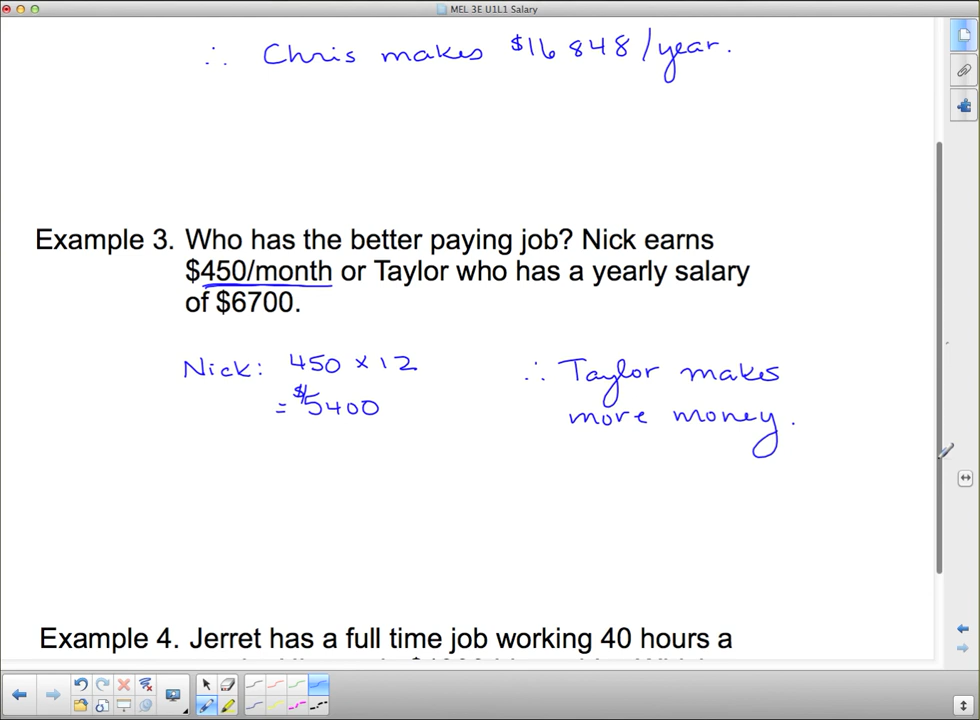 MEL 3E U1L1 Salary
∴ Chris makes $16 848/year.
Example 3. Who has the better paying job? Nick earns
$450/month or Taylor who has a yearly salary
of $6700.
Nick: 450 × 12
= $5400
∴ Taylor makes
more money.
Example 4. Jerret has a full time job working 40 hours a